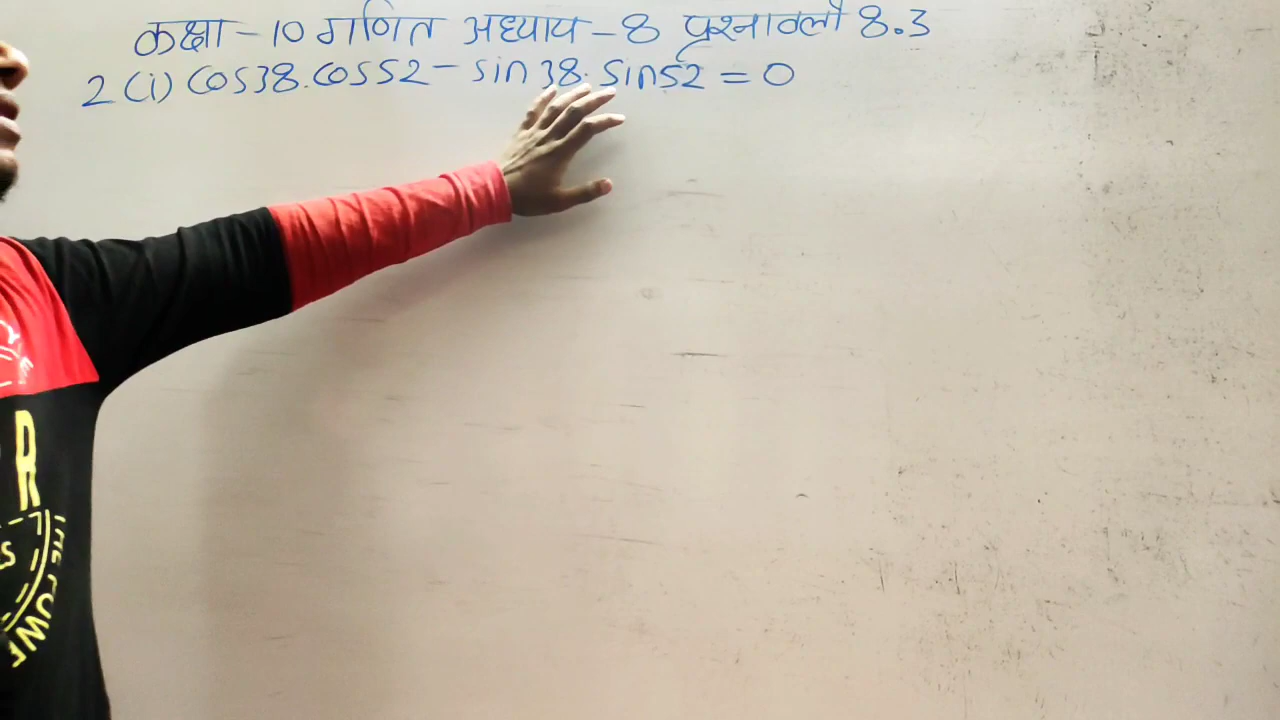 कक्षा - 10 गणित अध्याय - 8 प्रश्नावली 8.3
2 (i) Cos38.Cos52 - sin38.sin52 = 0